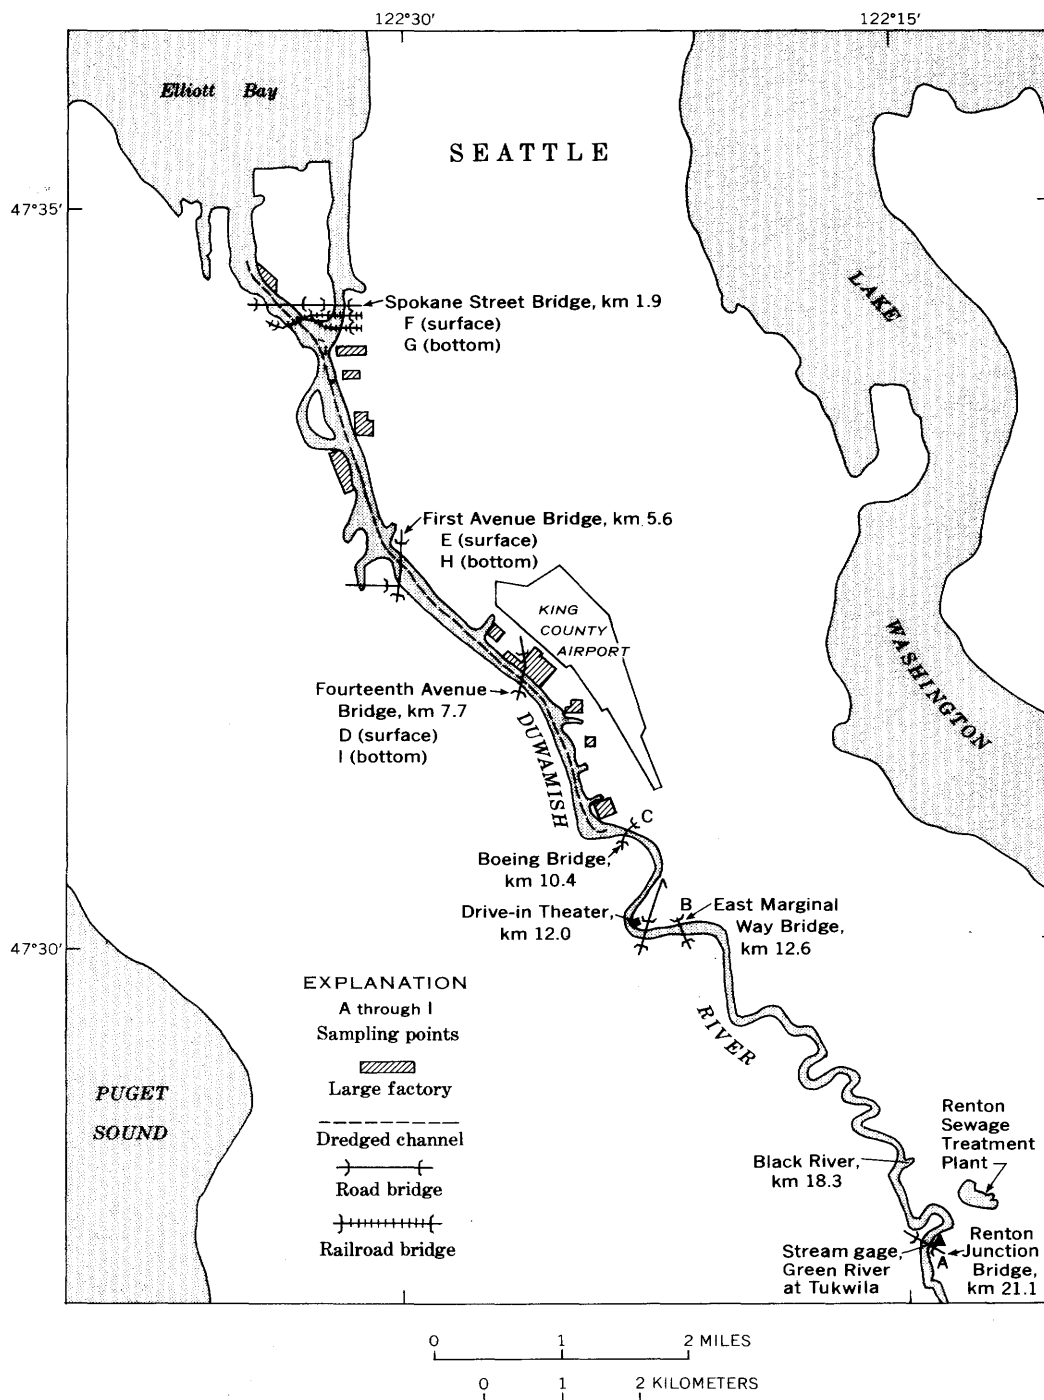 122°30'
122°15'
Elliott Bay
SEATTLE
47°35'
LAKE
Spokane Street Bridge, km 1.9
F (surface)
G (bottom)
First Avenue Bridge, km 5.6
E (surface)
H (bottom)
KING
COUNTY
AIRPORT
WASHINGTON
Fourteenth Avenue
Bridge, km 7.7
D (surface)
I (bottom)
DUWAMISH
C
Boeing Bridge,
km 10.4
Drive-in Theater,
km 12.0
B
East Marginal
Way Bridge,
km 12.6
47°30'
RIVER
EXPLANATION
A through I
Sampling points
Large factory
Dredged channel
Road bridge
Railroad bridge
PUGET
SOUND
Renton
Sewage
Treatment
Plant
Black River,
km 18.3
Stream gage,
Green River
at Tukwila
A
Renton
Junction
Bridge,
km 21.1
0 1 2 MILES
0 1 2 KILOMETERS